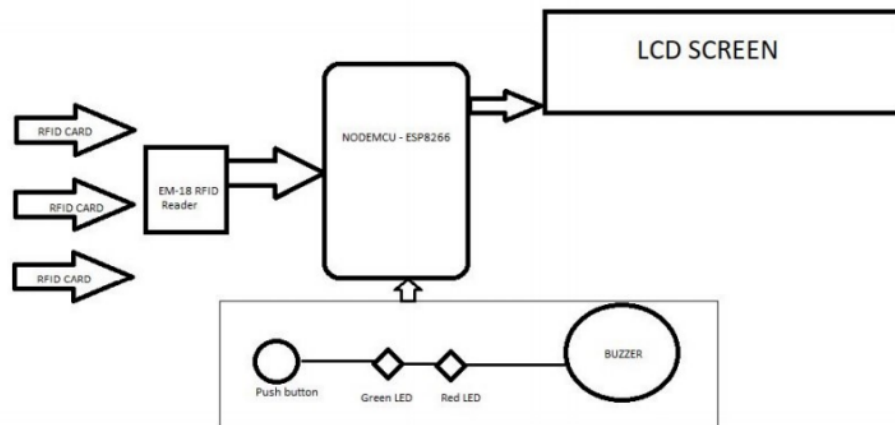 LCD SCREEN
RFID CARD
NODEMCU - ESP8266
EM-18 RFID
Reader
RFID CARD
RFID CARD
BUZZER
Push button
Green LED
Red LED